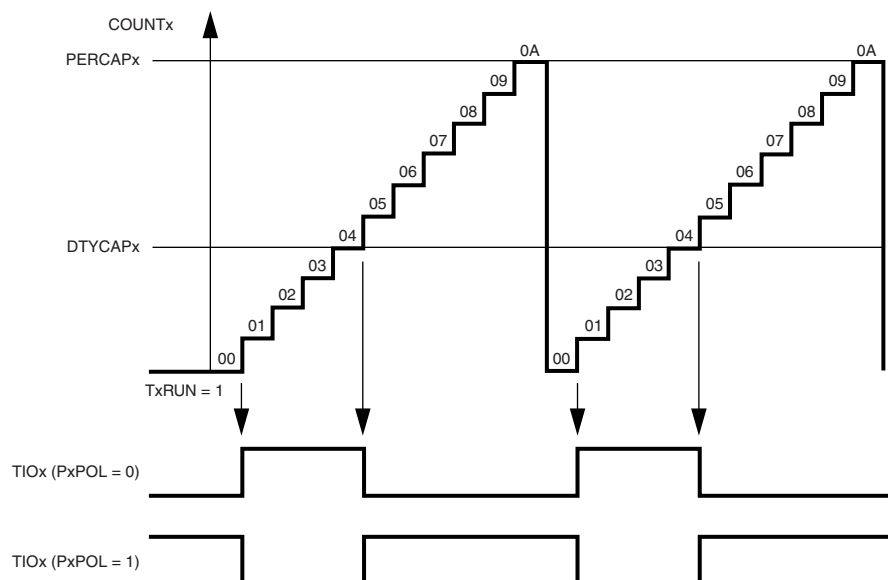 COUNTx
PERCAPx
0A
0A
09
09
08
08
07
07
06
06
05
05
DTYCAPx
04
04
03
03
02
02
01
01
00
00
TxRUN = 1
TIOx (PxPOL = 0)
TIOx (PxPOL = 1)